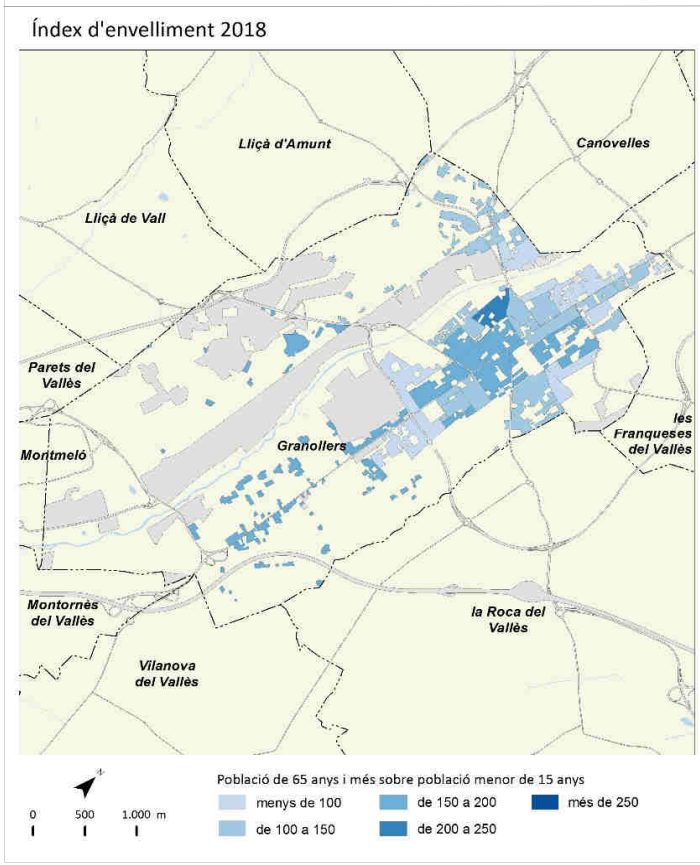 Índex d'envelliment 2018
Lliçà d'Amunt
Canovelles
Lliçà de Vall
Parets del
Vallès
les
Franqueses
del Vallès
Montmeló
Granollers
Montornès
del Vallès
la Roca del
Vallès
Vilanova
del Vallès
N
Població de 65 anys i més sobre població menor de 15 anys
0 500 1.000 m
menys de 100
de 150 a 200
més de 250
de 100 a 150
de 200 a 250